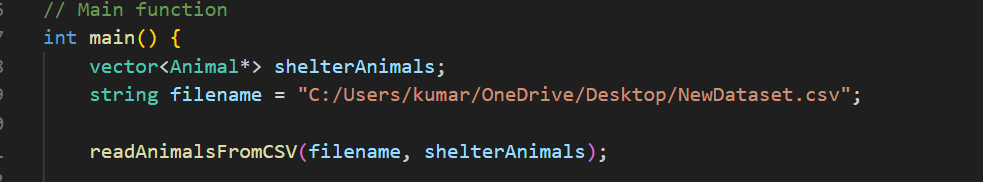 // Main function
int main() {
vector<Animal*> shelterAnimals;
string filename = "C:/Users/kumar/OneDrive/Desktop/NewDataset.csv";
readAnimalsFromCSV(filename, shelterAnimals);